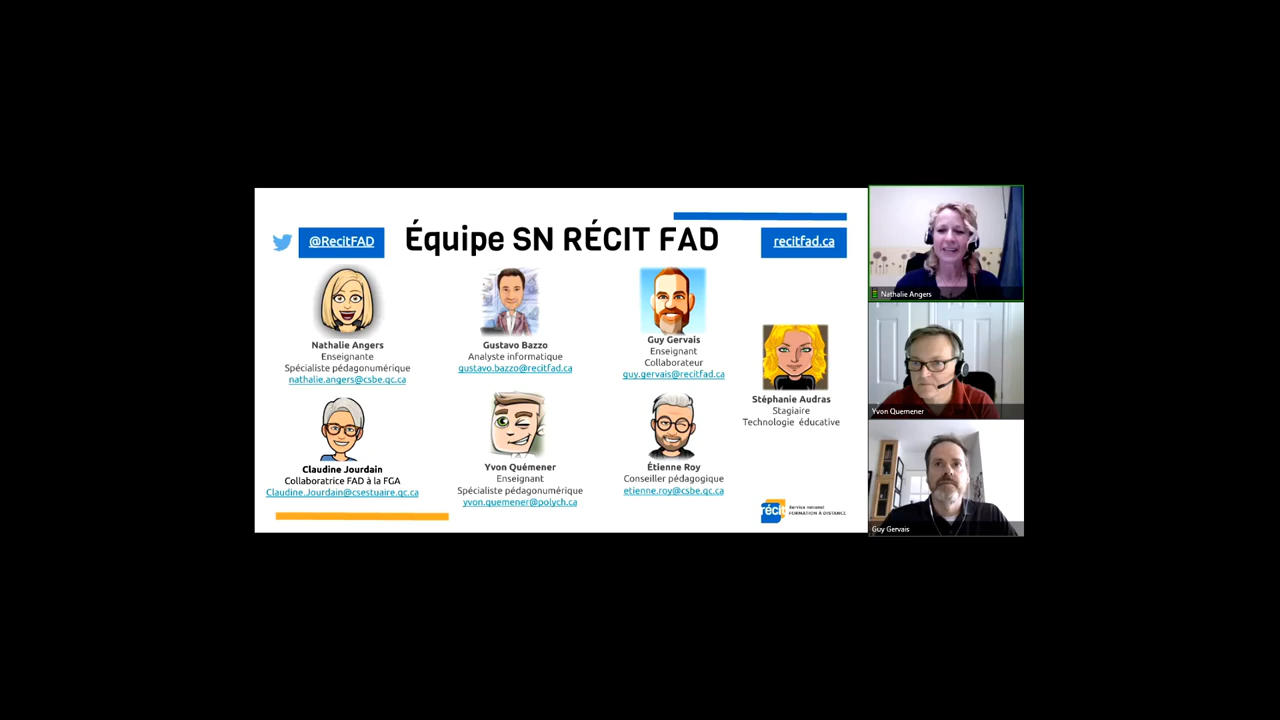 @RecitFAD
Équipe SN RÉCIT FAD
recitfad.ca
Nathalie Angers
Enseignante
Spécialiste pédagonumérique
nathalie.angers@csbe.qc.ca
Gustavo Bazzo
Analyste informatique
gustavo.bazzo@recitfad.ca
Guy Gervais
Enseignant
Collaborateur
guy.gervais@recitfad.ca
Stéphanie Audras
Stagiaire
Technologie éducative
Claudine Jourdain
Collaboratrice FAD à la FGA
Claudine.Jourdain@csestuaire.qc.ca
Yvon Quémener
Enseignant
Spécialiste pédagonumérique
yvon.quemener@polych.ca
Étienne Roy
Conseiller pédagogique
etienne.roy@csbe.qc.ca
récit
Service national
FORMATION À DISTANCE
Nathalie Angers
Yvon Quemener
Guy Gervais